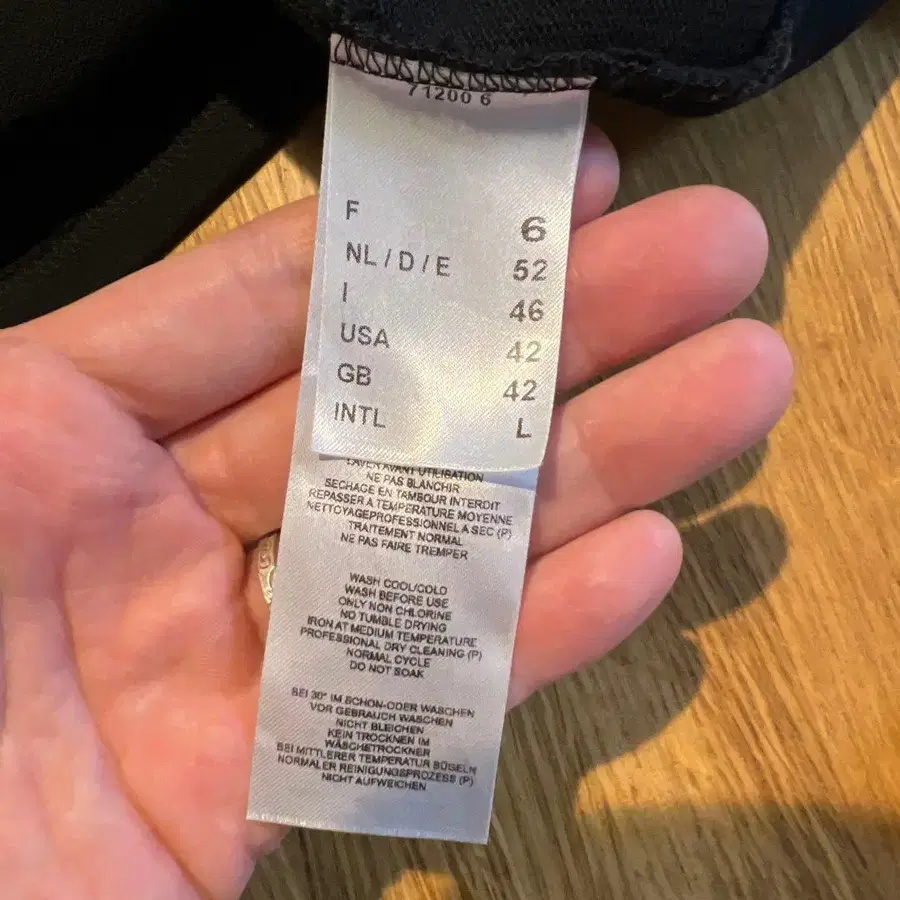 71200 6
F 6
NL / D / E 52
I 46
USA 42
GB 42
INTL L
LAVER AVANT UTILISATION
NE PAS BLANCHIR
SECHAGE EN TAMBOUR INTERDIT
REPASSER A TEMPERATURE MOYENNE
NETTOYAGEPROFESSIONNEL A SEC (P)
TRAITEMENT NORMAL
NE PAS FAIRE TREMPER
WASH COOL/COLD
WASH BEFORE USE
ONLY NON CHLORINE
NO TUMBLE DRYING
IRON AT MEDIUM TEMPERATURE
PROFESSIONAL DRY CLEANING (P)
NORMAL CYCLE
DO NOT SOAK
BEI 30° IM SCHON-ODER WASCHEN
VOR GEBRAUCH WASCHEN
NICHT BLEICHEN
KEIN TROCKNEN IM
WÄSCHETROCKNER
BEI MITTLERER TEMPERATUR BÜGELN
NORMALER REINIGUNGSPROZESS (P)
NICHT AUFWEICHEN